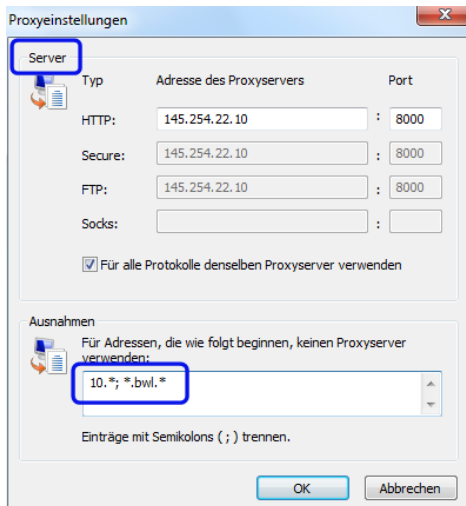 Proxyeinstellungen
Server
Typ Adresse des Proxyservers Port
HTTP: 145.254.22.10 : 8000
Secure: 145.254.22.10 : 8000
FTP: 145.254.22.10 : 8000
Socks: :
Für alle Protokolle denselben Proxyserver verwenden
Ausnahmen
Für Adressen, die wie folgt beginnen, keinen Proxyserver
verwenden:
10.*; *.bwl.*
Einträge mit Semikolons ( ; ) trennen.
OK Abbrechen